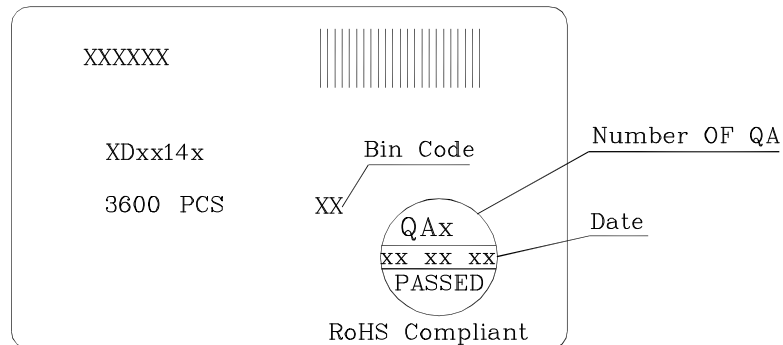 XXXXXX
Number OF QA
XDxx14x
Bin Code
3600 PCS
XX
QAx
Date
xx xx xx
PASSED
RoHS Compliant